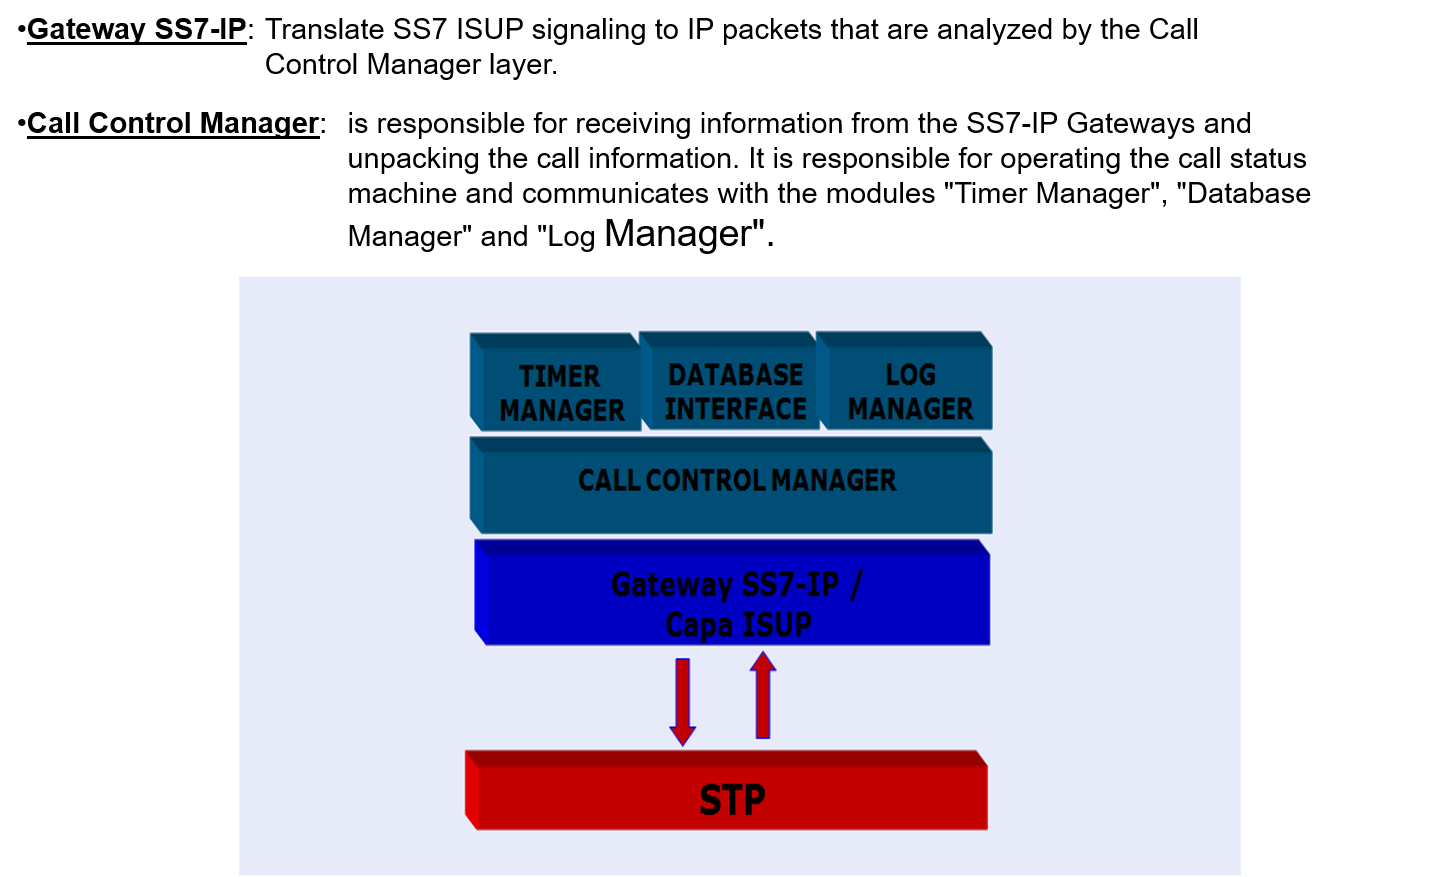 •Gateway SS7-IP: Translate SS7 ISUP signaling to IP packets that are analyzed by the Call
Control Manager layer.
•Call Control Manager: is responsible for receiving information from the SS7-IP Gateways and
unpacking the call information. It is responsible for operating the call status
machine and communicates with the modules "Timer Manager", "Database
Manager" and "Log Manager".
TIMER
MANAGER
DATABASE
INTERFACE
LOG
MANAGER
CALL CONTROL MANAGER
Gateway SS7-IP /
Capa ISUP
STP